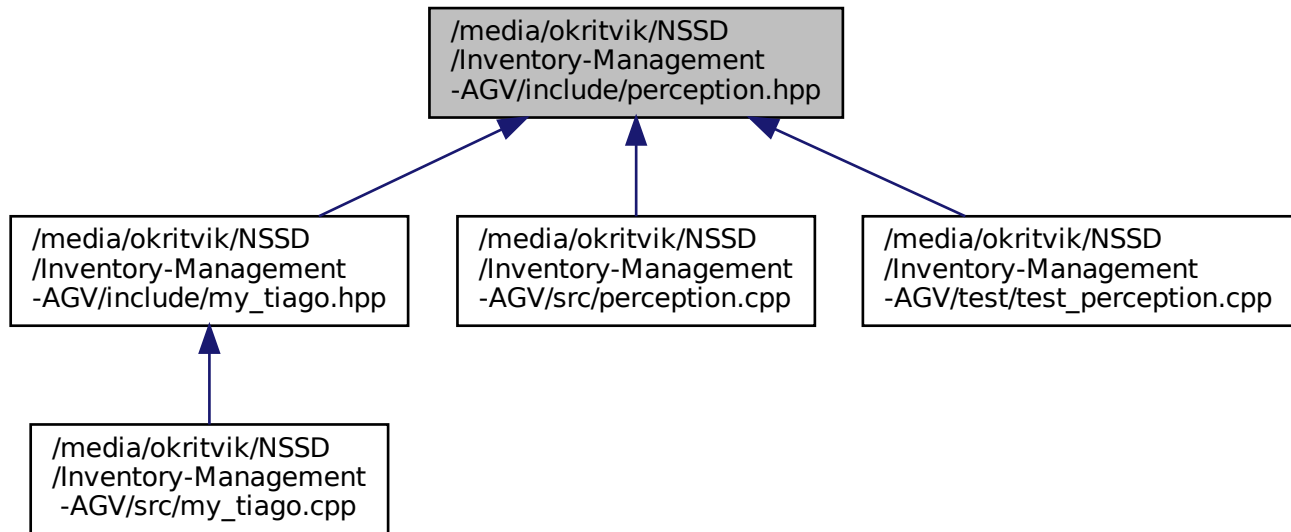 /media/okritvik/NSSD
/Inventory-Management
-AGV/include/perception.hpp
/media/okritvik/NSSD
/Inventory-Management
-AGV/include/my_tiago.hpp
/media/okritvik/NSSD
/Inventory-Management
-AGV/src/perception.cpp
/media/okritvik/NSSD
/Inventory-Management
-AGV/test/test_perception.cpp
/media/okritvik/NSSD
/Inventory-Management
-AGV/src/my_tiago.cpp